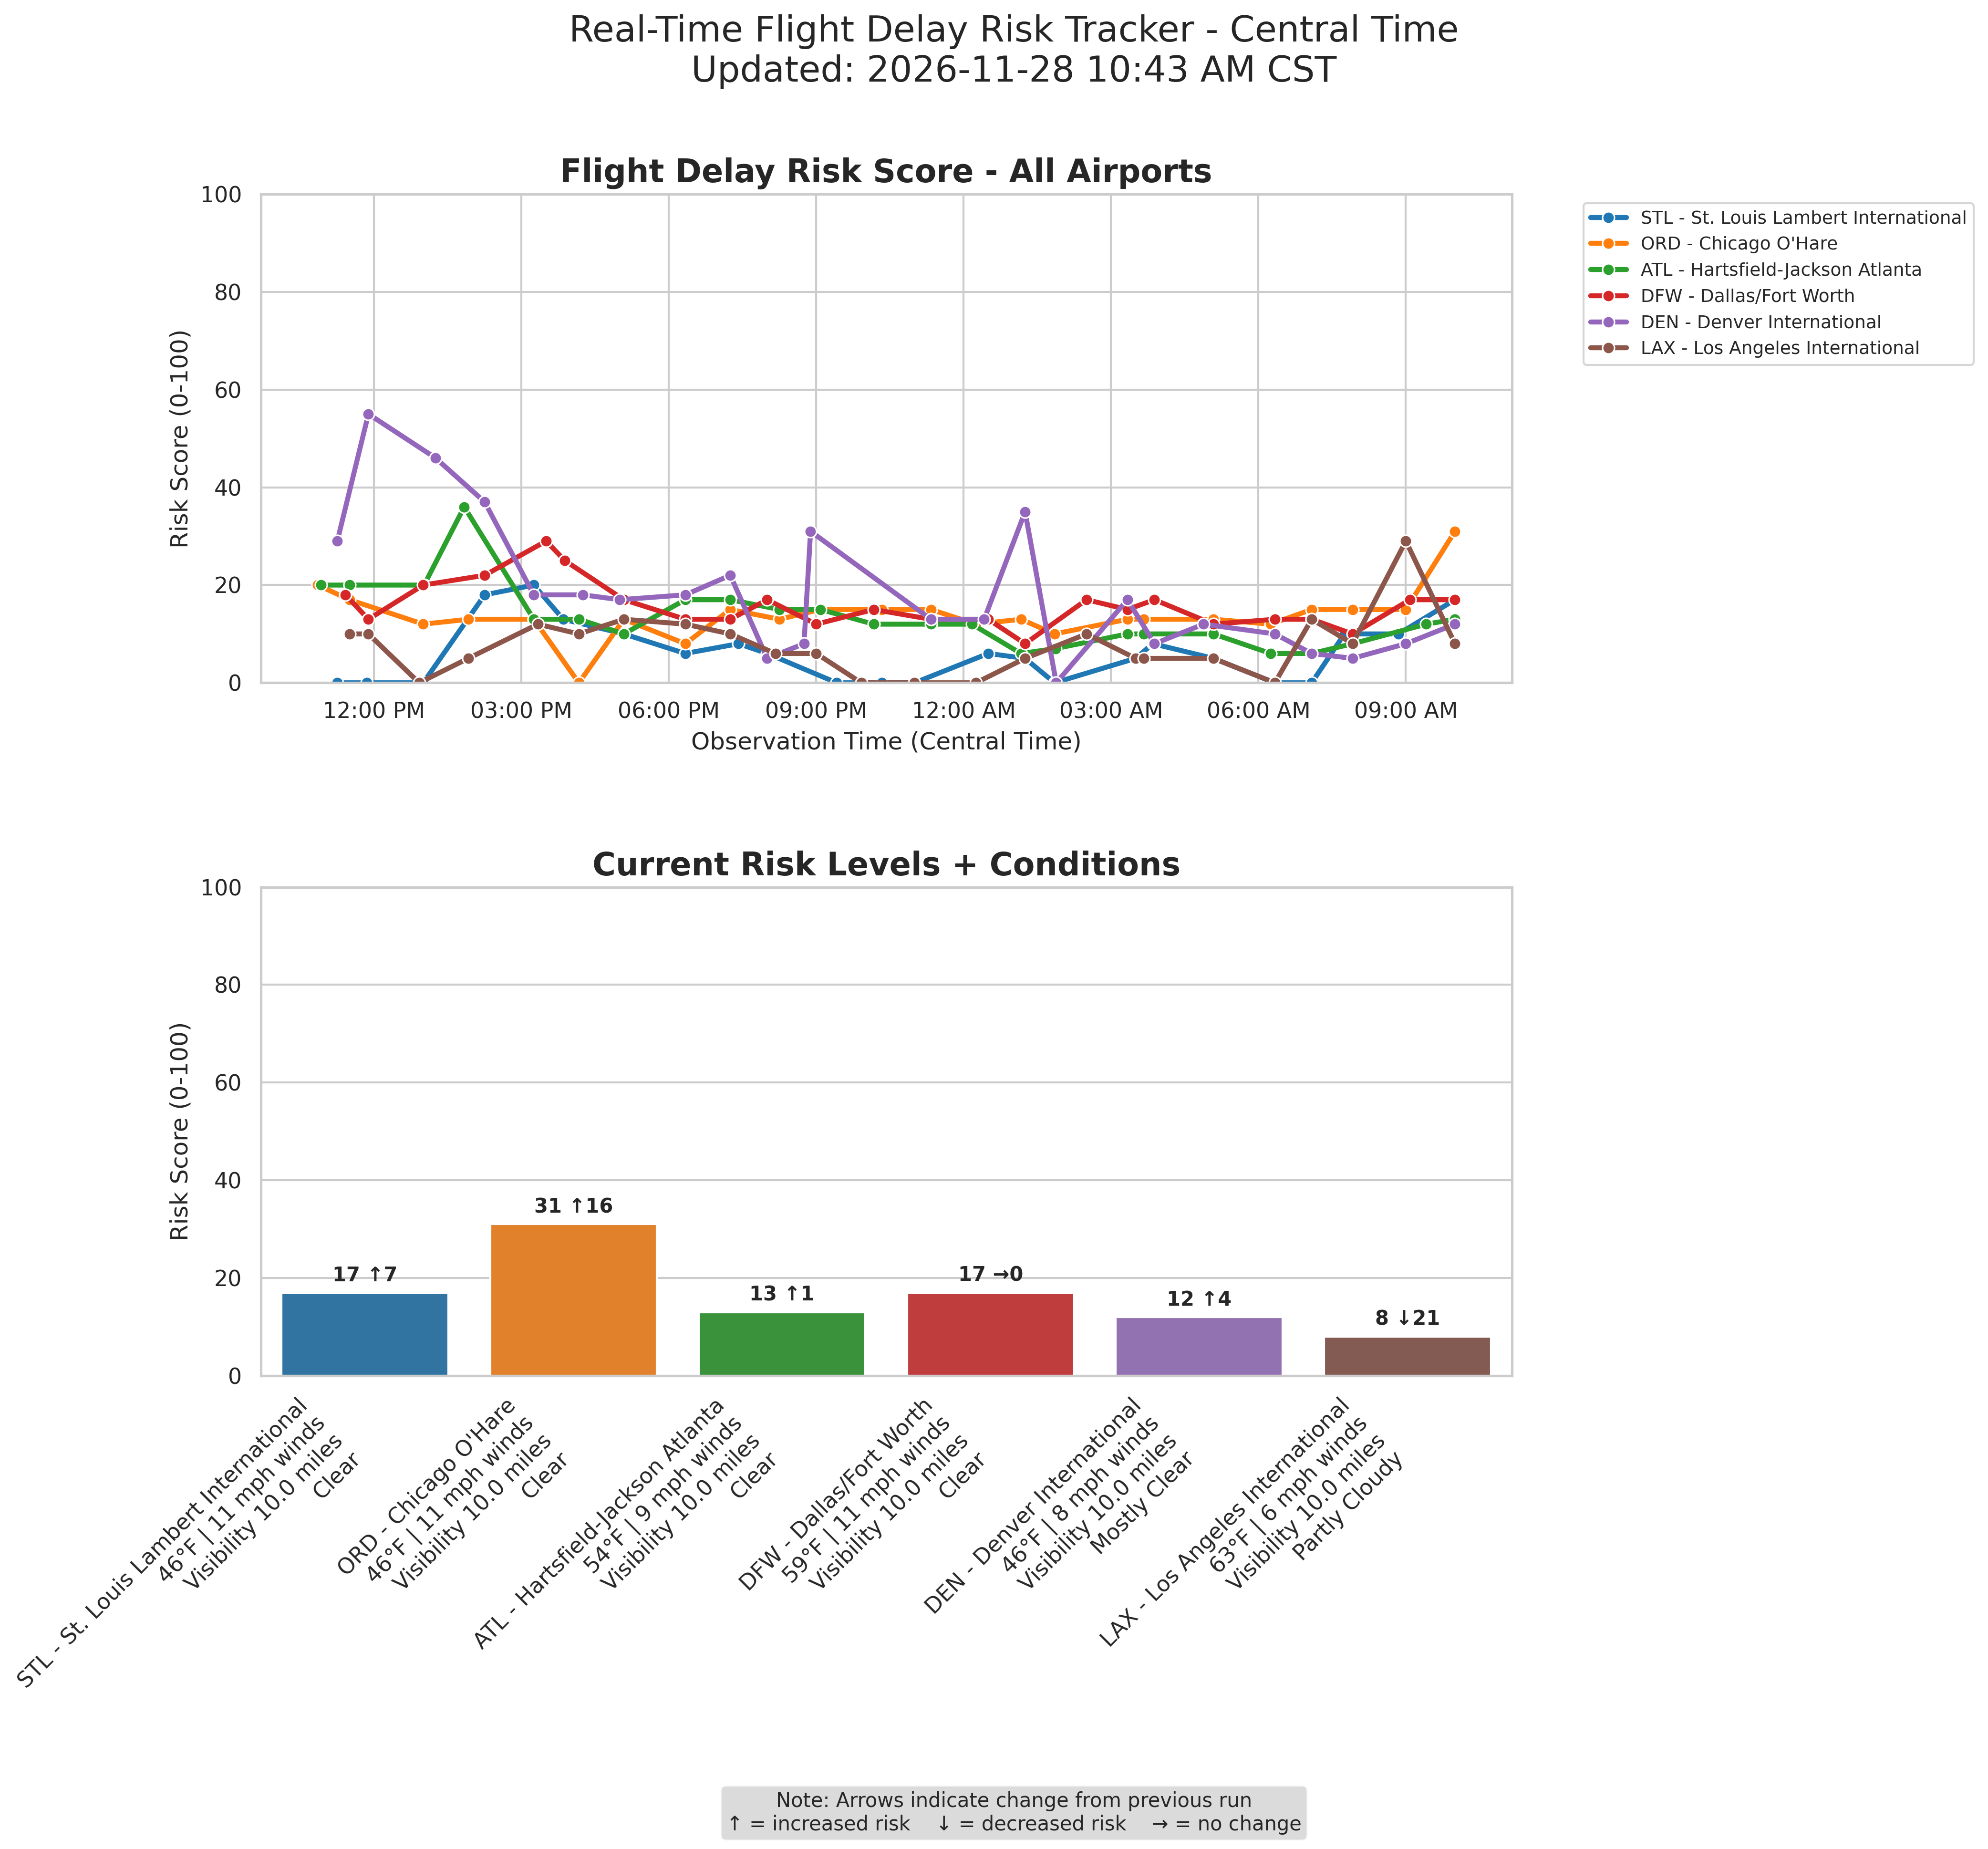 Real-Time Flight Delay Risk Tracker - Central Time
Updated: 2026-11-28 10:43 AM CST
Flight Delay Risk Score - All Airports
100
80
60
40
20
0
Risk Score (0-100)
12:00 PM
03:00 PM
06:00 PM
09:00 PM
12:00 AM
03:00 AM
06:00 AM
09:00 AM
Observation Time (Central Time)
STL - St. Louis Lambert International
ORD - Chicago O'Hare
ATL - Hartsfield-Jackson Atlanta
DFW - Dallas/Fort Worth
DEN - Denver International
LAX - Los Angeles International
Current Risk Levels + Conditions
100
80
60
40
20
0
Risk Score (0-100)
17 ↑7
31 ↑16
13 ↑1
17 →0
12 ↑4
8 ↓21
STL - St. Louis Lambert International
46°F | 11 mph winds
Visibility 10.0 miles
Clear
ORD - Chicago O'Hare
46°F | 11 mph winds
Visibility 10.0 miles
Clear
ATL - Hartsfield-Jackson Atlanta
54°F | 9 mph winds
Visibility 10.0 miles
Clear
DFW - Dallas/Fort Worth
59°F | 11 mph winds
Visibility 10.0 miles
Clear
DEN - Denver International
46°F | 8 mph winds
Visibility 10.0 miles
Mostly Clear
LAX - Los Angeles International
63°F | 6 mph winds
Visibility 10.0 miles
Partly Cloudy
Note: Arrows indicate change from previous run
↑ = increased risk ↓ = decreased risk → = no change